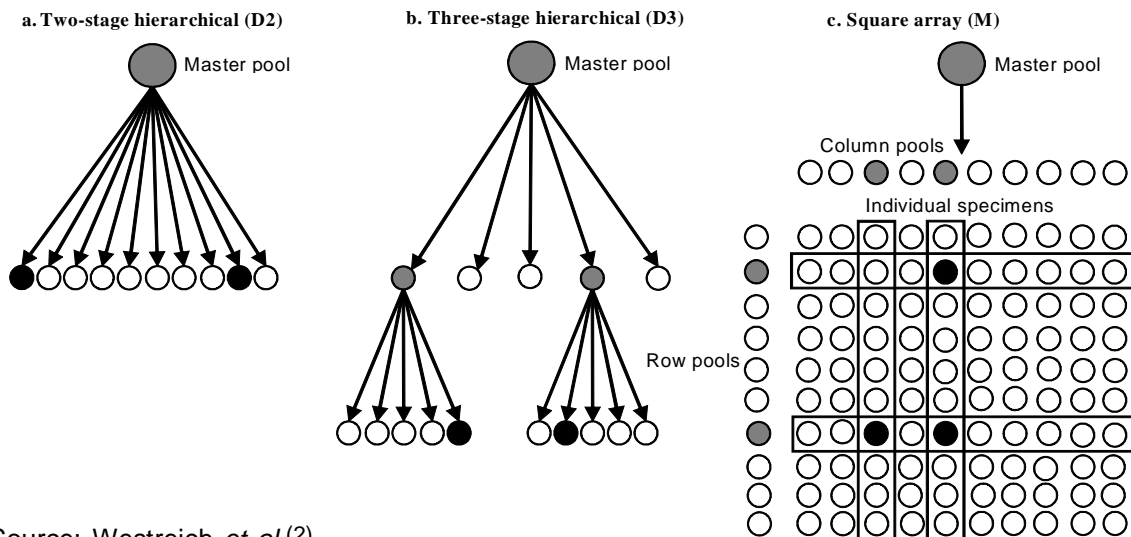 a. Two-stage hierarchical (D2)
b. Three-stage hierarchical (D3)
c. Square array (M)
Master pool
Master pool
Master pool
Column pools
Individual specimens
Row pools
Source: Westreich et al (2)